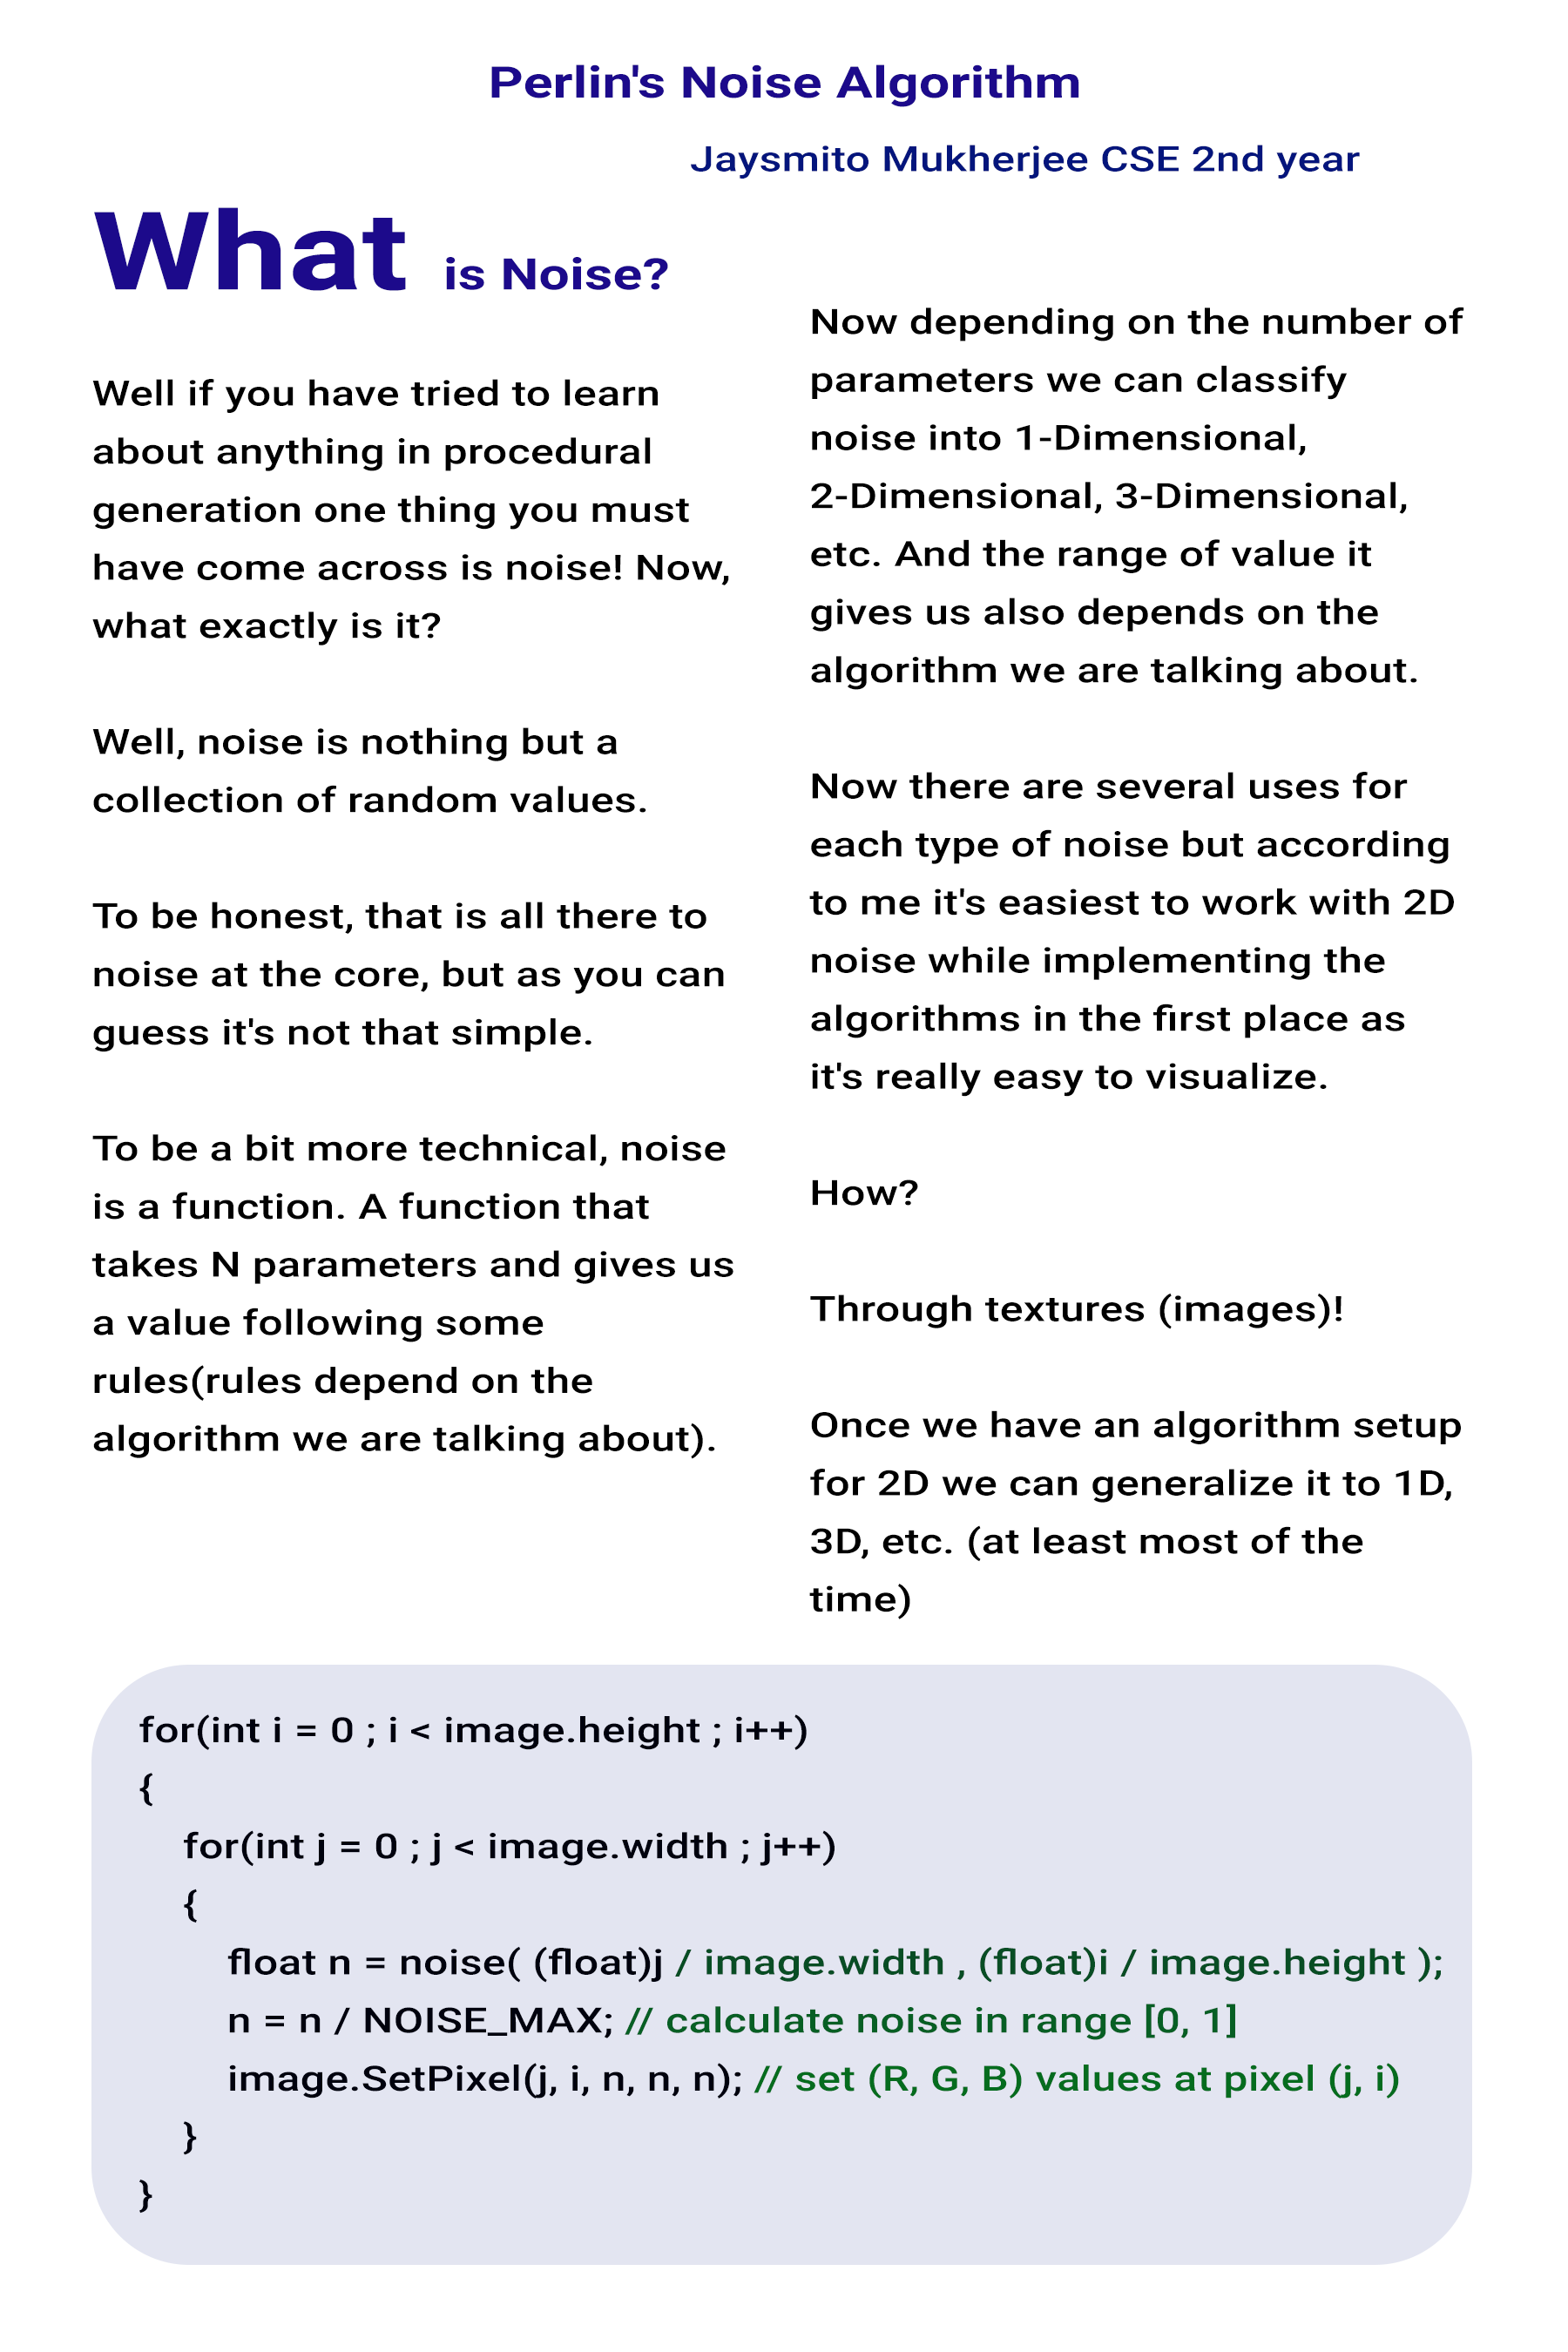 Perlin's Noise Algorithm
Jaysmito Mukherjee CSE 2nd year
What is Noise?
Well if you have tried to learn
about anything in procedural
generation one thing you must
have come across is noise! Now,
what exactly is it?
Well, noise is nothing but a
collection of random values.
To be honest, that is all there to
noise at the core, but as you can
guess it's not that simple.
To be a bit more technical, noise
is a function. A function that
takes N parameters and gives us
a value following some
rules(rules depend on the
algorithm we are talking about).
Now depending on the number of
parameters we can classify
noise into 1-Dimensional,
2-Dimensional, 3-Dimensional,
etc. And the range of value it
gives us also depends on the
algorithm we are talking about.
Now there are several uses for
each type of noise but according
to me it's easiest to work with 2D
noise while implementing the
algorithms in the first place as
it's really easy to visualize.
How?
Through textures (images)!
Once we have an algorithm setup
for 2D we can generalize it to 1D,
3D, etc. (at least most of the
time)
for(int i = 0 ; i < image.height ; i++)
{
for(int j = 0 ; j < image.width ; j++)
{
float n = noise( (float)j / image.width , (float)i / image.height );
n = n / NOISE_MAX; // calculate noise in range [0, 1]
image.SetPixel(j, i, n, n, n); // set (R, G, B) values at pixel (j, i)
}
}